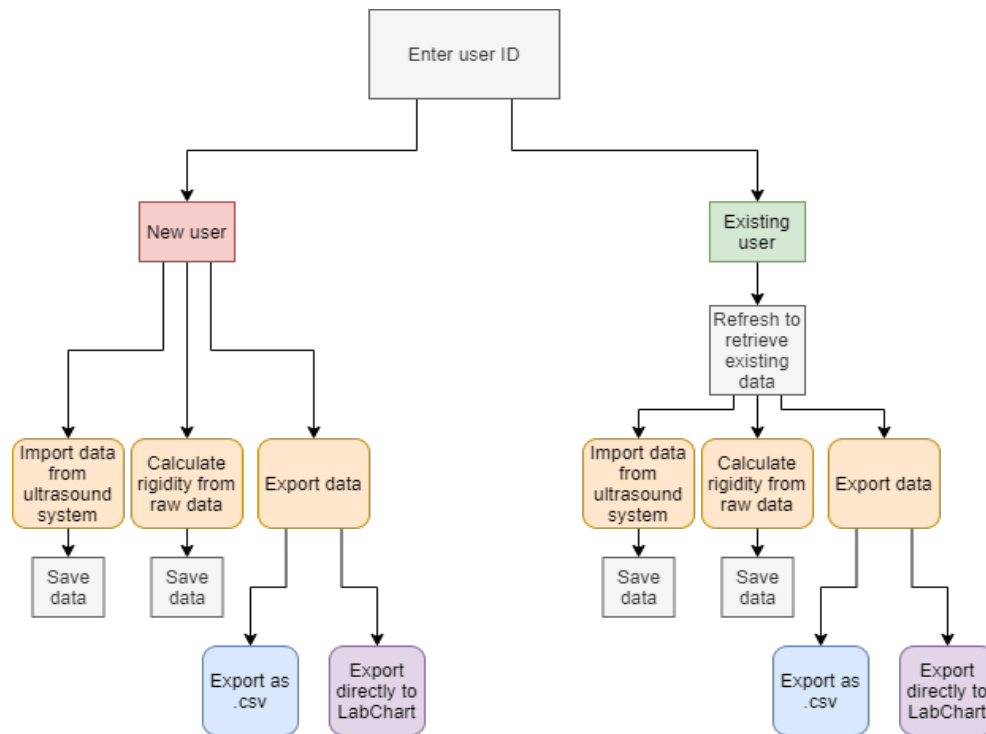 Enter user ID
New user
Existing
user
Refresh to
retrieve
existing
data
Import data
from
ultrasound
system
Calculate
rigidity from
raw data
Export data
Import data
from
ultrasound
system
Calculate
rigidity from
raw data
Export data
Save
data
Save
data
Save
data
Save
data
Export as
.csv
Export
directly to
LabChart
Export as
.csv
Export
directly to
LabChart